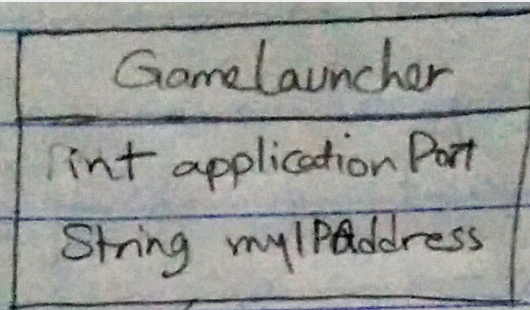 GameLauncher
int applicationPort
String myIPAddress